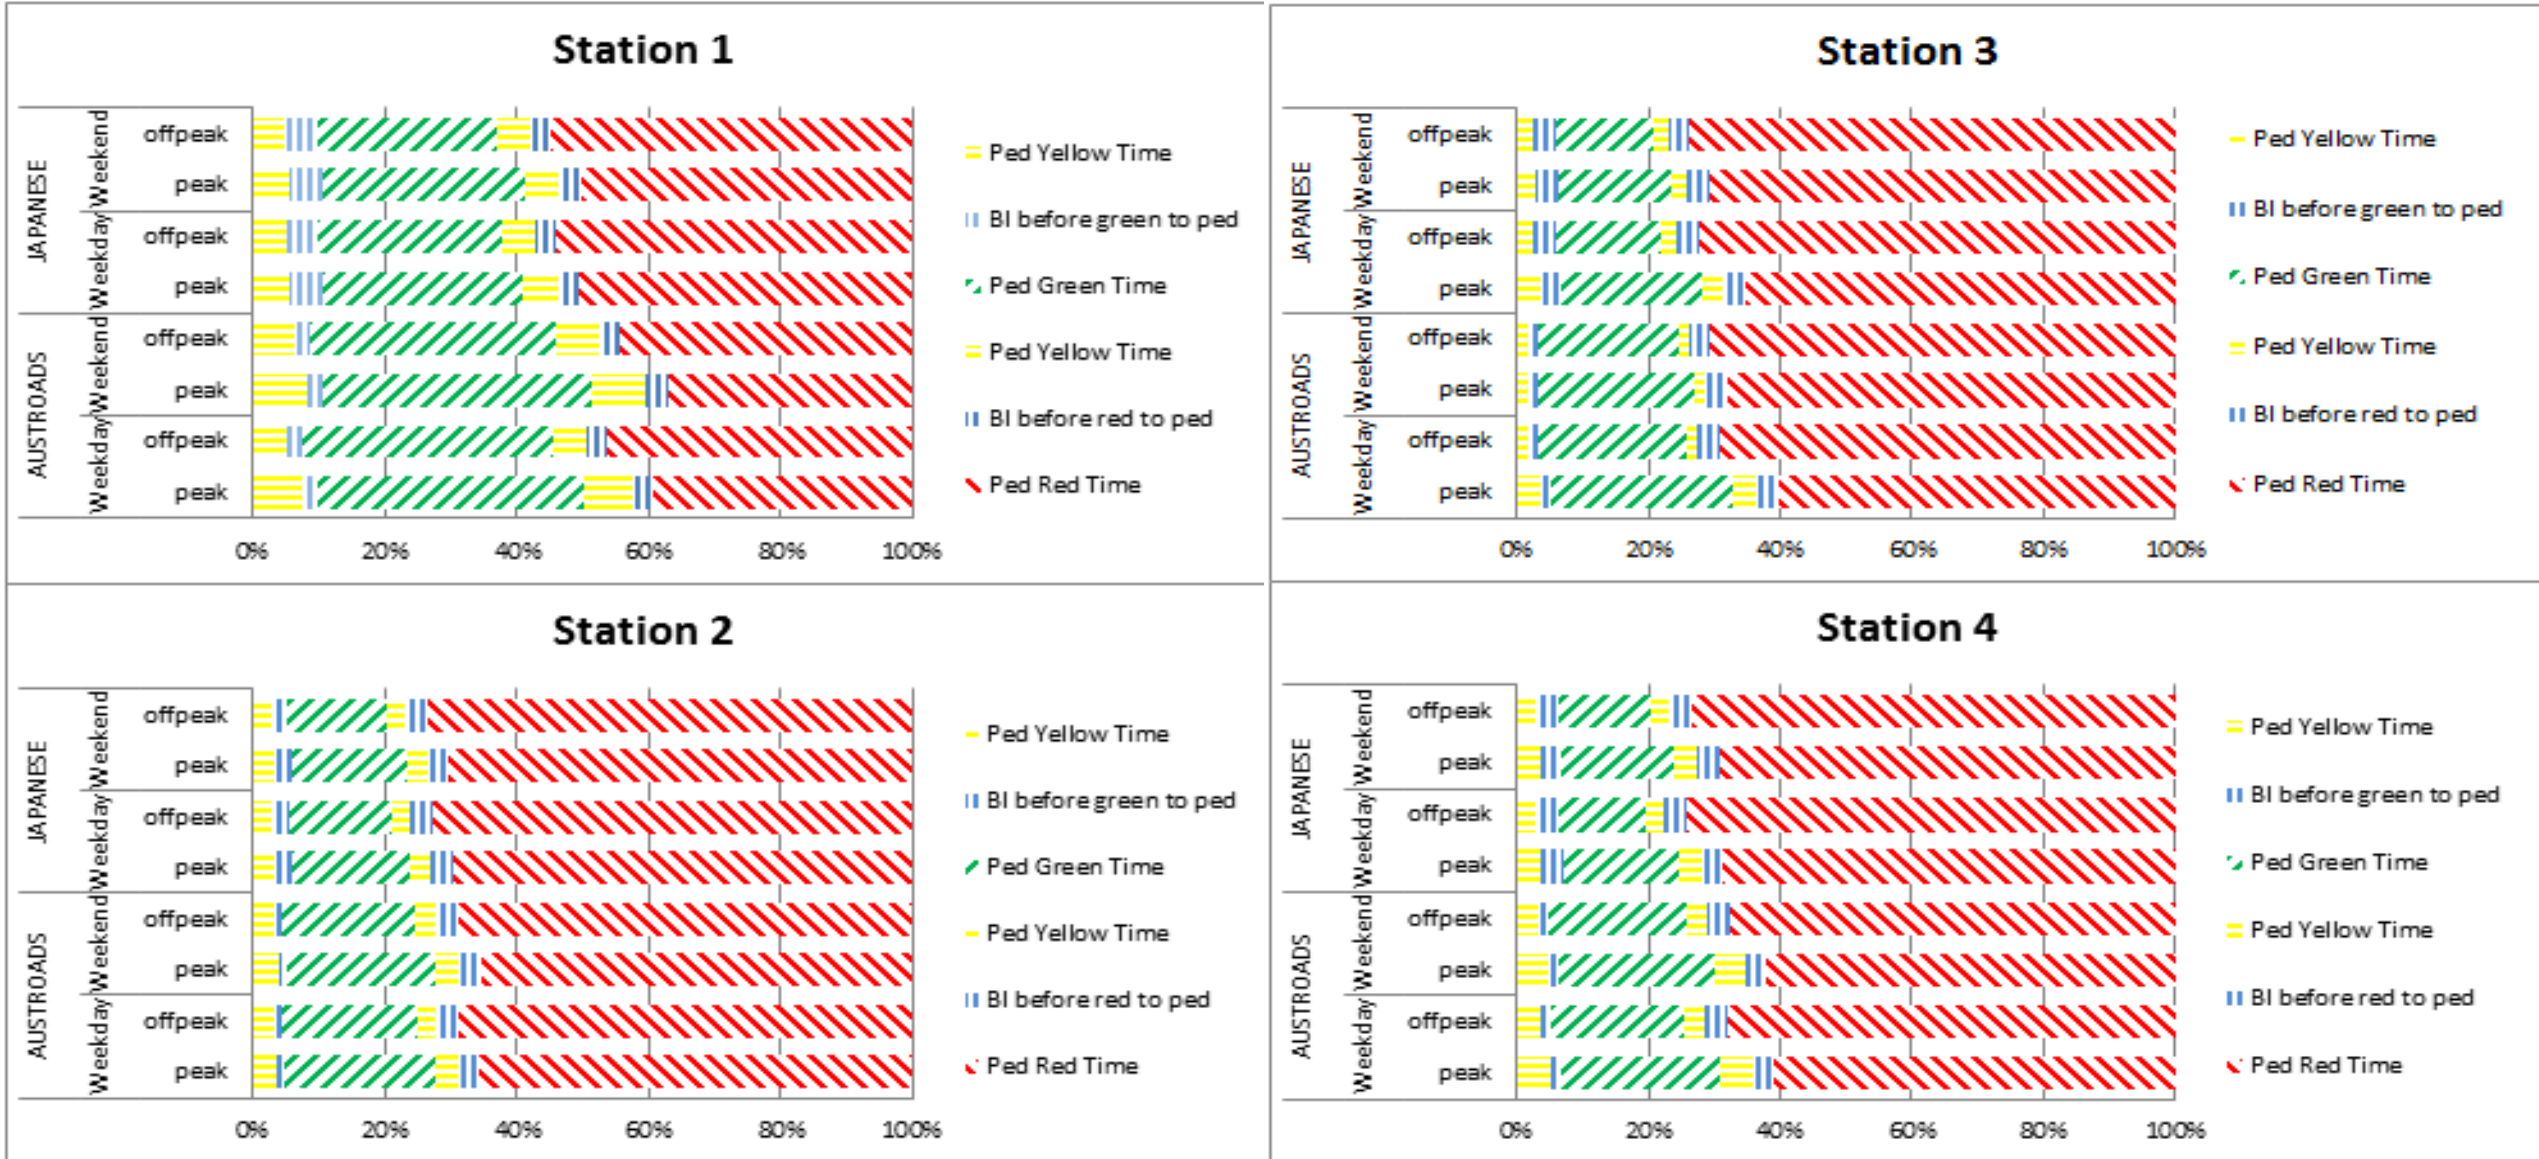 Station 1
JAPANESE
Weekend
offpeak
peak
Weekday
offpeak
peak
AUSTROADS
Weekend
offpeak
peak
Weekday
offpeak
peak
0% 20% 40% 60% 80% 100%
Ped Yellow Time
BI before green to ped
Ped Green Time
Ped Yellow Time
BI before red to ped
Ped Red Time
Station 3
JAPANESE
Weekend
offpeak
peak
Weekday
offpeak
peak
AUSTROADS
Weekend
offpeak
peak
Weekday
offpeak
peak
0% 20% 40% 60% 80% 100%
Ped Yellow Time
BI before green to ped
Ped Green Time
Ped Yellow Time
BI before red to ped
Ped Red Time
Station 2
JAPANESE
Weekend
offpeak
peak
Weekday
offpeak
peak
AUSTROADS
Weekend
offpeak
peak
Weekday
offpeak
peak
0% 20% 40% 60% 80% 100%
Ped Yellow Time
BI before green to ped
Ped Green Time
Ped Yellow Time
BI before red to ped
Ped Red Time
Station 4
JAPANESE
Weekend
offpeak
peak
Weekday
offpeak
peak
AUSTROADS
Weekend
offpeak
peak
Weekday
offpeak
peak
0% 20% 40% 60% 80% 100%
Ped Yellow Time
BI before green to ped
Ped Green Time
Ped Yellow Time
BI before red to ped
Ped Red Time